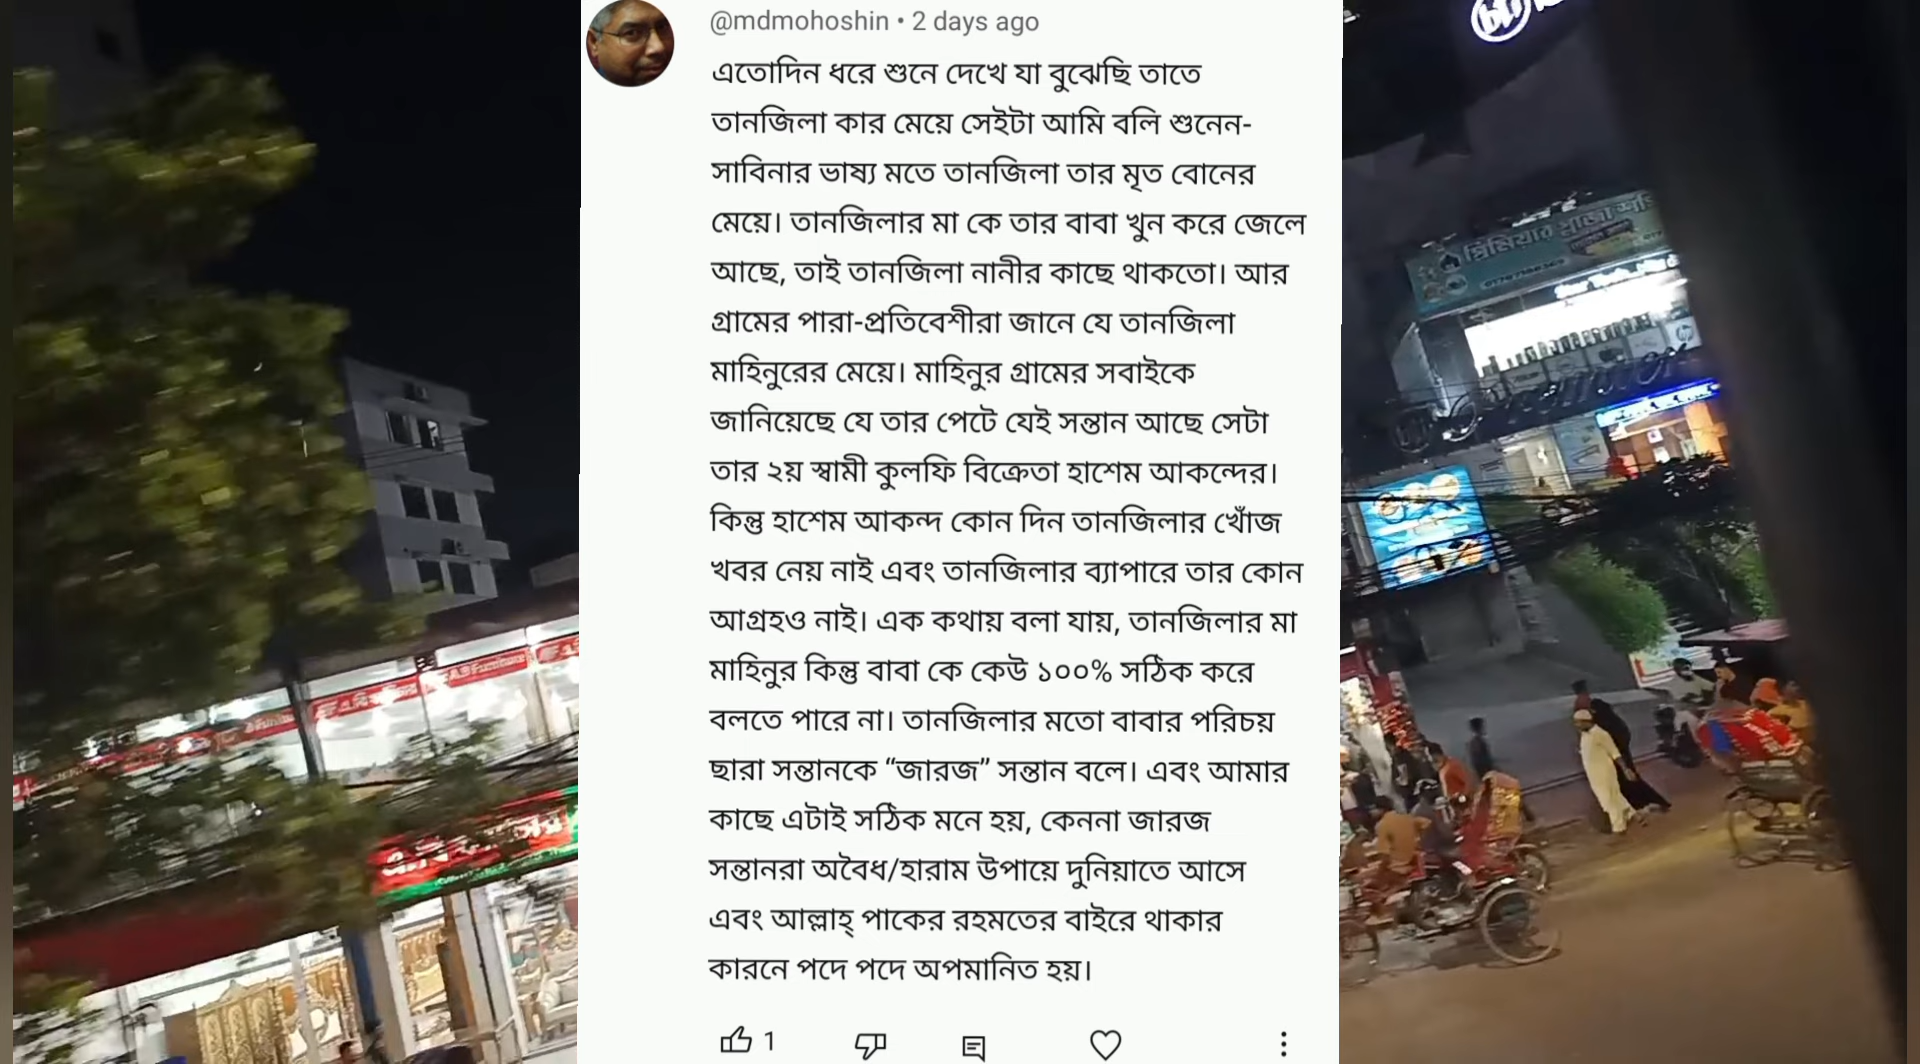 @mdmohoshin • 2 days ago
এতোদিন ধরে শুনে দেখে যা বুঝেছি তাতে
তানজিলা কার মেয়ে সেইটা আমি বলি শুনেন-
সাবিনার ভাষ্য মতে তানজিলা তার মৃত বোনের
মেয়ে। তানজিলার মা কে তার বাবা খুন করে জেলে
আছে, তাই তানজিলা নানীর কাছে থাকতো। আর
গ্রামের পারা-প্রতিবেশীরা জানে যে তানজিলা
মাহিনুরের মেয়ে। মাহিনুর গ্রামের সবাইকে
জানিয়েছে যে তার পেটে যেই সন্তান আছে সেটা
তার ২য় স্বামী কুলফি বিক্রেতা হাশেম আকন্দের।
কিন্তু হাশেম আকন্দ কোন দিন তানজিলার খোঁজ
খবর নেয় নাই এবং তানজিলার ব্যাপারে তার কোন
আগ্রহও নাই। এক কথায় বলা যায়, তানজিলার মা
মাহিনুর কিন্তু বাবা কে কেউ ১০০% সঠিক করে
বলতে পারে না। তানজিলার মতো বাবার পরিচয়
ছারা সন্তানকে “জারজ” সন্তান বলে। এবং আমার
কাছে এটাই সঠিক মনে হয়, কেননা জারজ
সন্তানরা অবৈধ/হারাম উপায়ে দুনিয়াতে আসে
এবং আল্লাহ্ পাকের রহমতের বাইরে থাকার
কারনে পদে পদে অপমানিত হয়।
1
প্রিমিয়ার প্লাজা